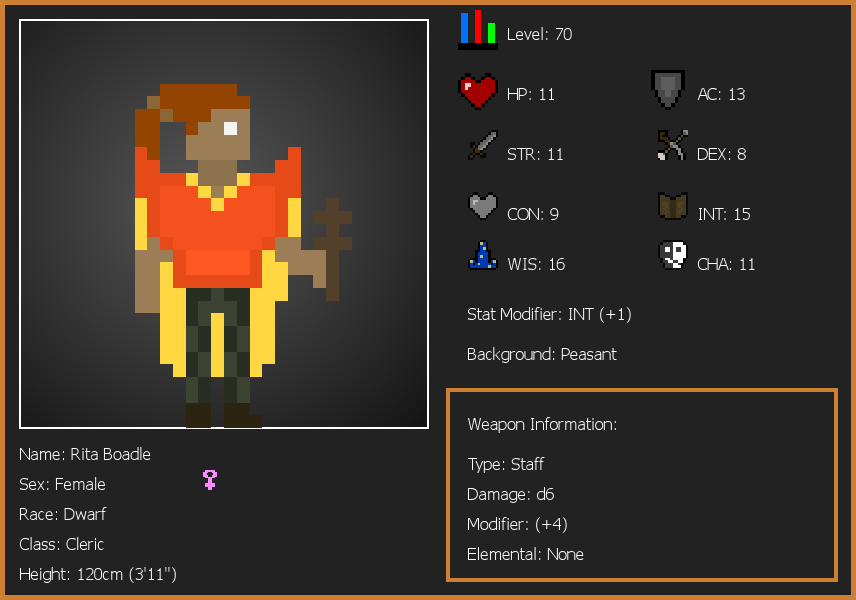 Level: 70
HP: 11
AC: 13
STR: 11
DEX: 8
CON: 9
INT: 15
WIS: 16
CHA: 11
Stat Modifier: INT (+1)
Background: Peasant
Weapon Information:
Type: Staff
Damage: d6
Modifier: (+4)
Elemental: None
Name: Rita Boadle
Sex: Female
Race: Dwarf
Class: Cleric
Height: 120cm (3'11")